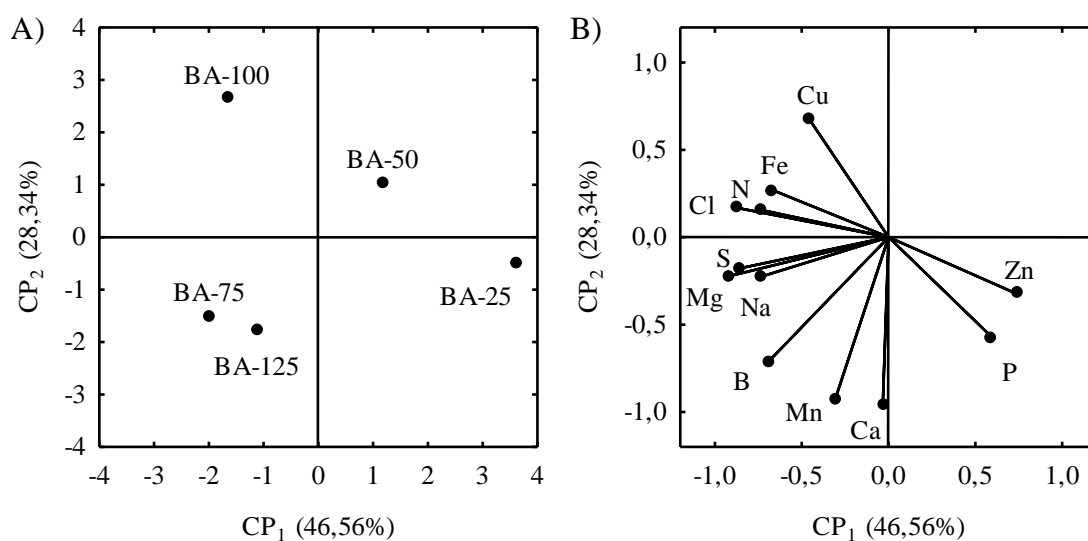 A)
4
3
2
1
0
-1
-2
-3
-4
CP2 (28,34%)
BA-100
BA-50
BA-25
BA-75
BA-125
-4 -3 -2 -1 0 1 2 3 4
CP1 (46,56%)
B)
1,0
0,5
0,0
-0,5
-1,0
CP2 (28,34%)
Cu
Fe
N
Cl
S
Mg
Na
Zn
B
P
Mn
Ca
-1,0 -0,5 0,0 0,5 1,0
CP1 (46,56%)